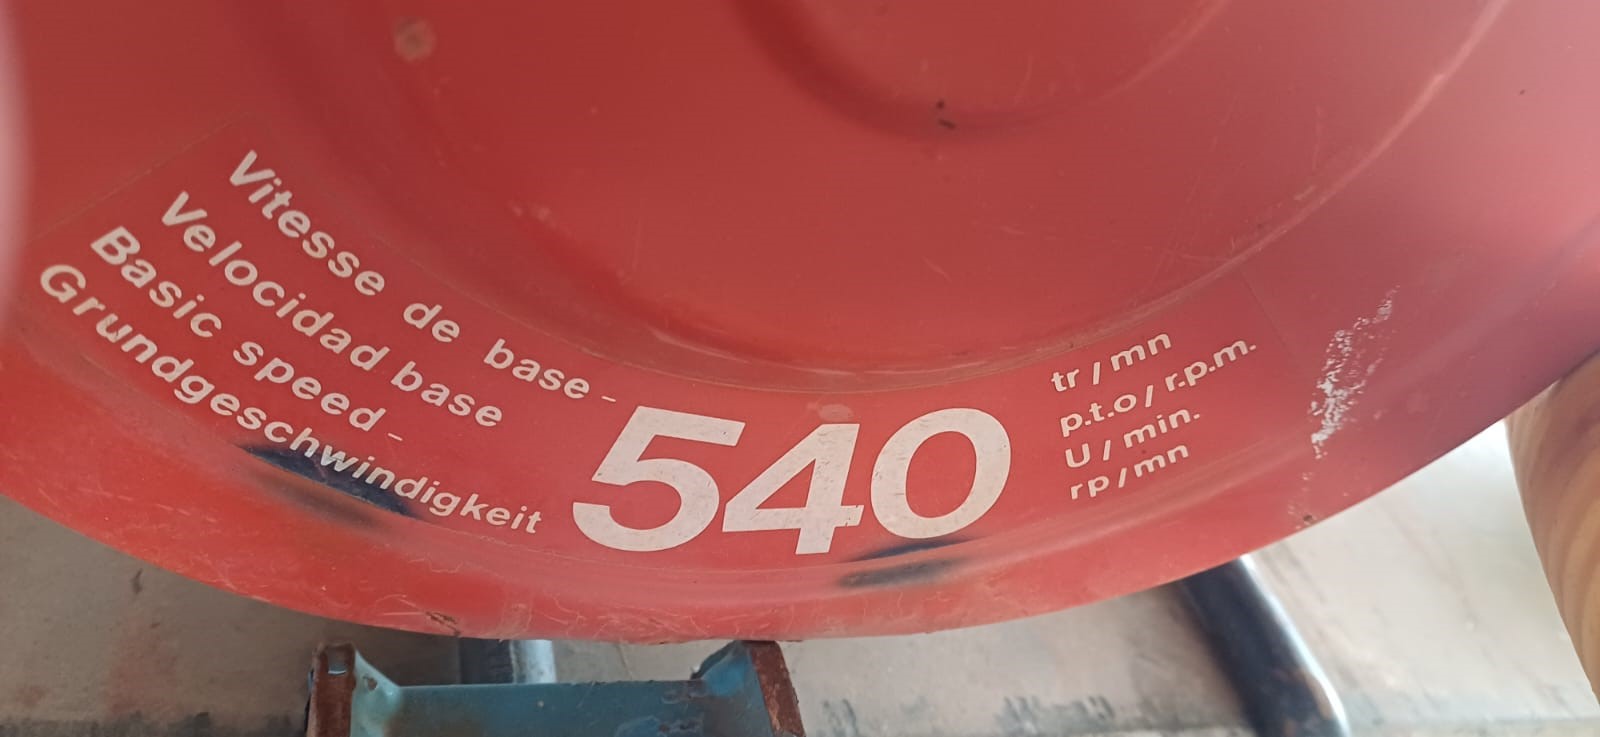 Vitesse de base -
Velocidad base
Basic speed -
Grundgeschwindigkeit
540
tr / mn
p.t.o / r.p.m.
U / min.
rp/mn